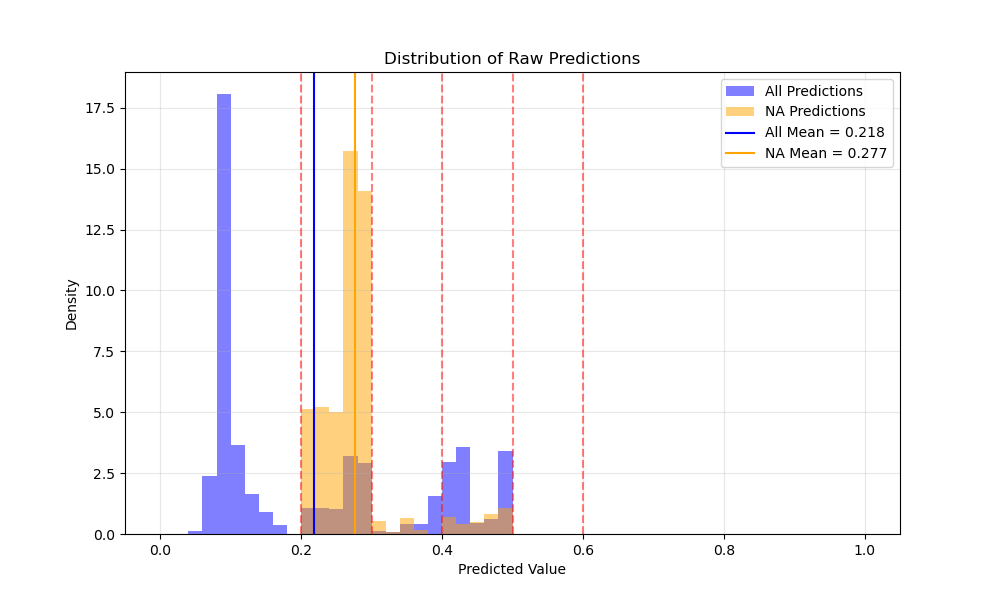 Distribution of Raw Predictions
All Predictions
NA Predictions
All Mean = 0.218
NA Mean = 0.277
Density
17.5
15.0
12.5
10.0
7.5
5.0
2.5
0.0
0.0 0.2 0.4 0.6 0.8 1.0
Predicted Value